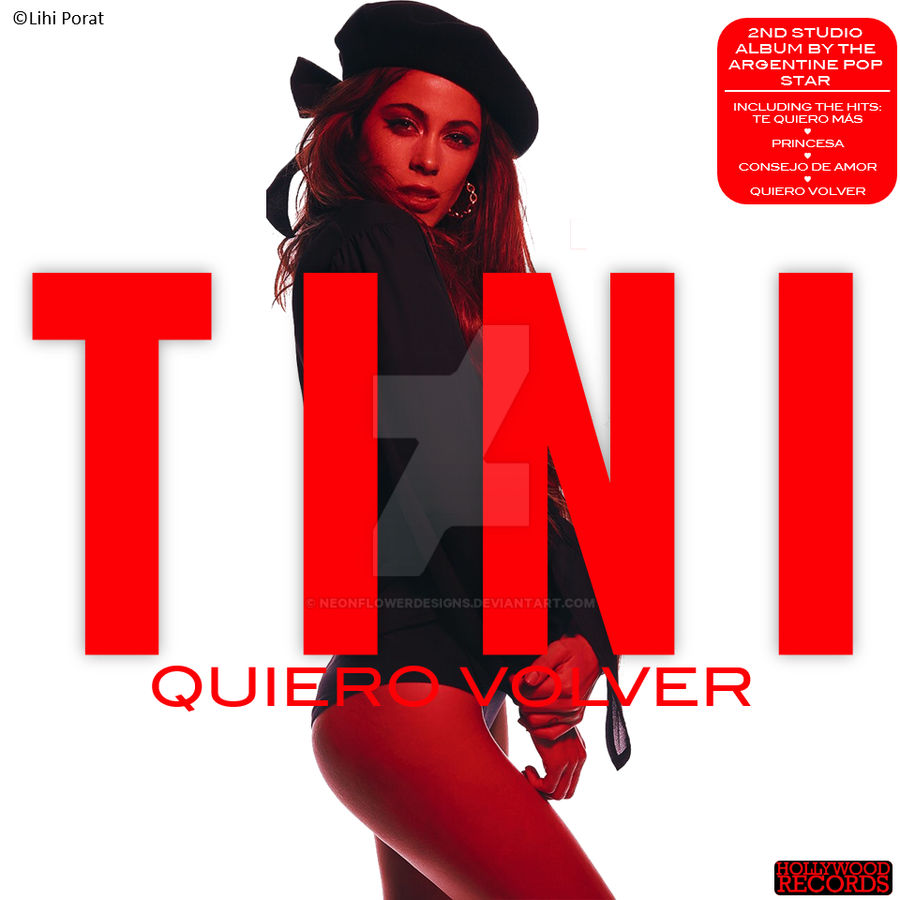 ©Lihi Porat
2ND STUDIO
ALBUM BY THE
ARGENTINE POP
STAR
INCLUDING THE HITS:
TE QUIERO MÁS
PRINCESA
CONSEJO DE AMOR
QUIERO VOLVER
TINI
© NEONFLOWERDESIGNS.DEVIANTART.COM
QUIERO VOLVER
HOLLYWOOD
RECORDS